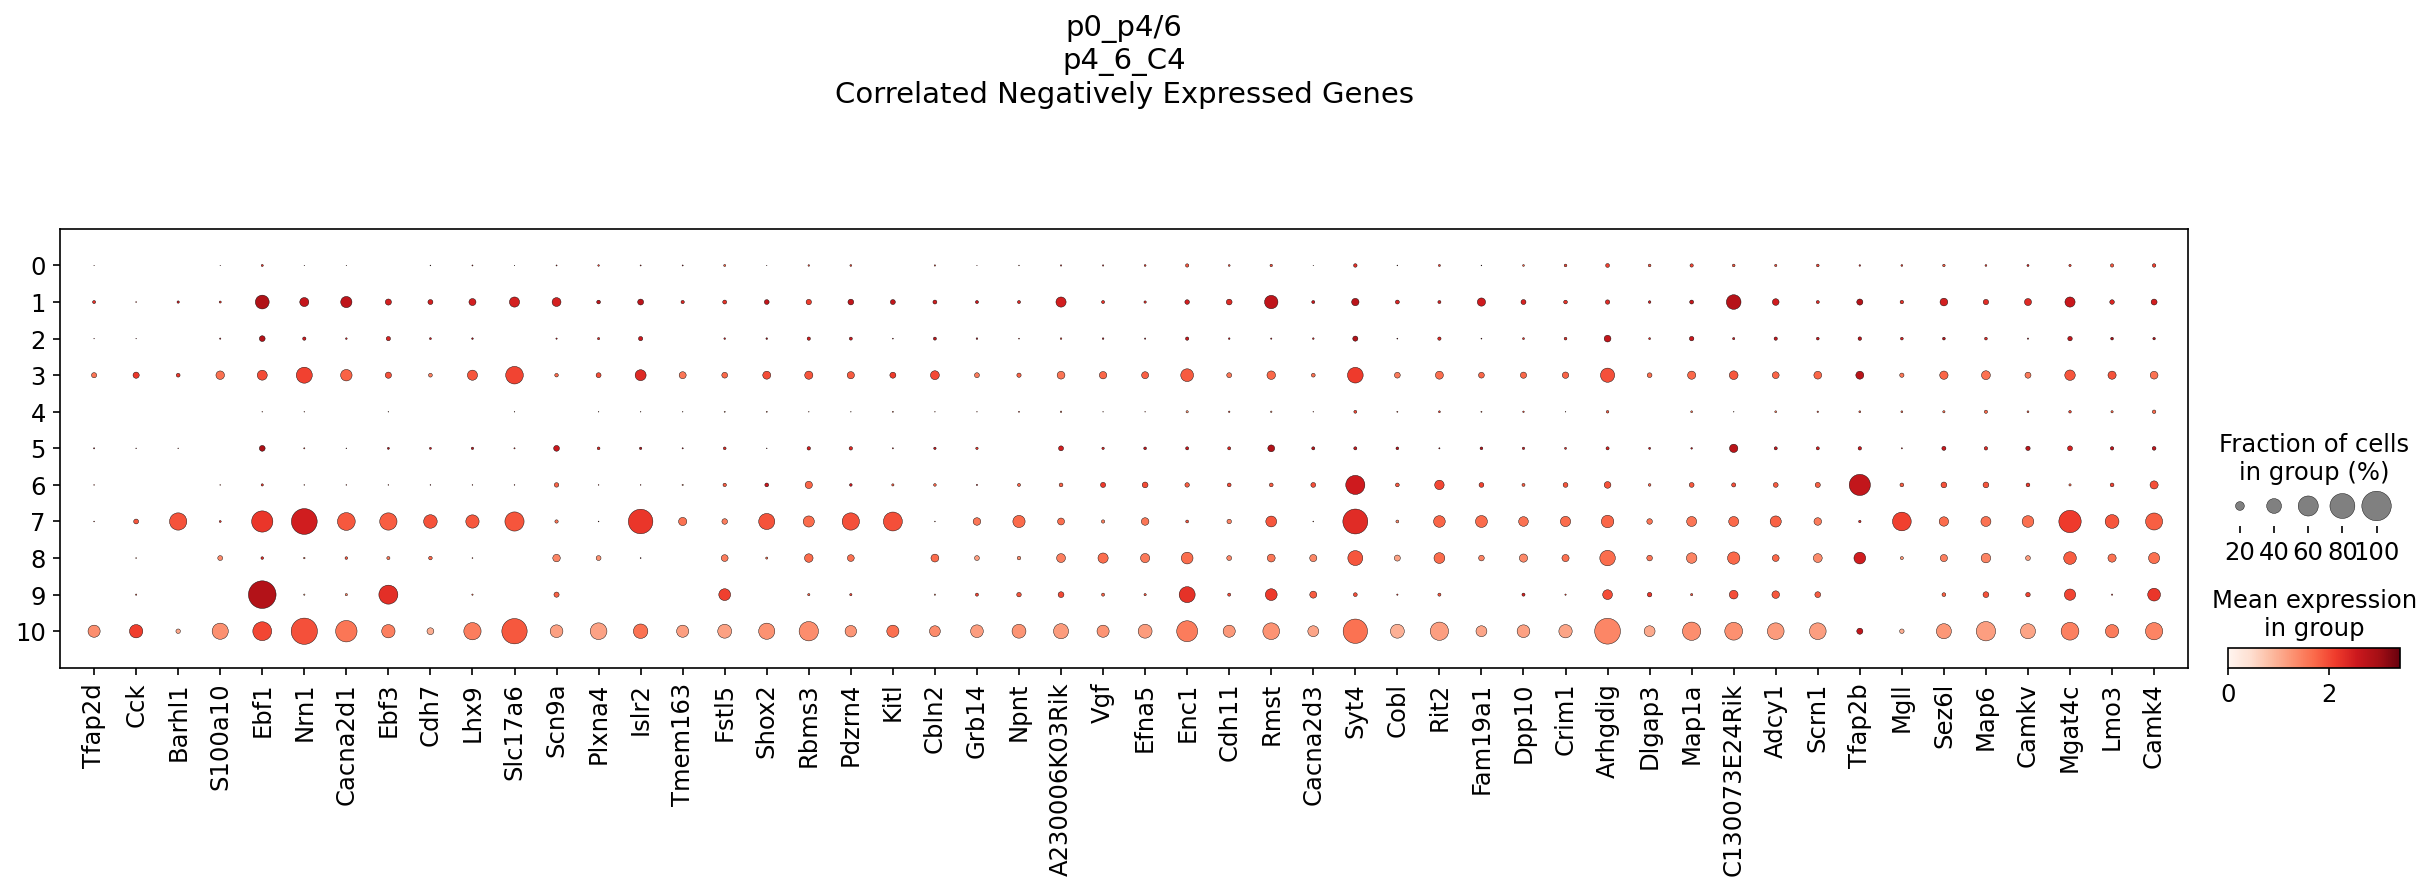 p0_p4/6
p4_6_C4
Correlated Negatively Expressed Genes
0
1
2
3
4
5
6
7
8
9
10
Tfap2d
Cck
Barhl1
S100a10
Ebf1
Nrn1
Cacna2d1
Ebf3
Cdh7
Lhx9
Slc17a6
Scn9a
Plxna4
Islr2
Tmem163
Fstl5
Shox2
Rbms3
Pdzrn4
Kitl
Cbln2
Grb14
Npnt
A230006K03Rik
Vgf
Efna5
Enc1
Cdh11
Rmst
Cacna2d3
Syt4
Cobl
Rit2
Fam19a1
Dpp10
Crim1
Arhgdig
Dlgap3
Map1a
C130073E24Rik
Adcy1
Scrn1
Tfap2b
Mgll
Sez6l
Map6
Camkv
Mgat4c
Lmo3
Camk4
Fraction of cells
in group (%)
20 40 60 80 100
Mean expression
in group
0 2